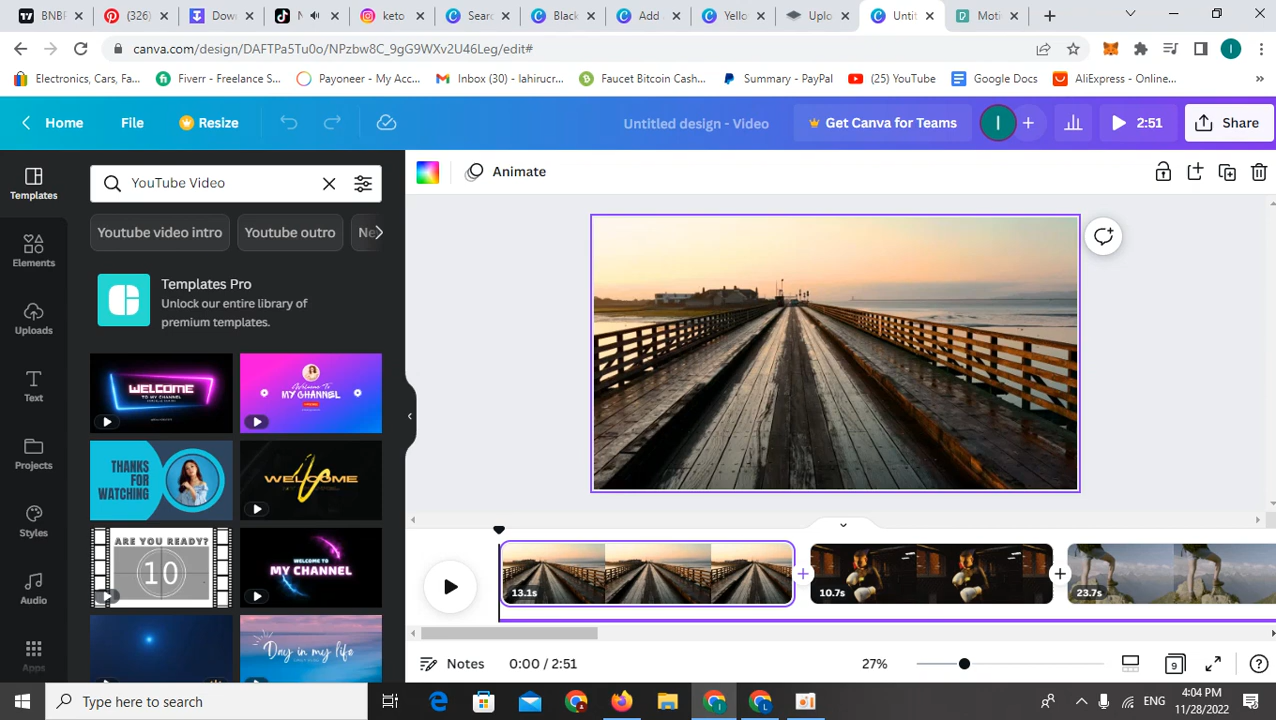 BNBF
(326)
Dow
N
keto
Sear
Black
Add
Yello
Uplo
Unti
Moti
canva.com/design/DAFTPa5Tu0o/NPzbw8C_9gG9WXv2U46Leg/edit#
I
Electronics, Cars, Fa...
Fiverr - Freelance S...
Payoneer - My Acc...
Inbox (30) - lahirucr...
Faucet Bitcoin Cash...
Summary - PayPal
(25) YouTube
Google Docs
AliExpress - Online...
»
Home
File
Resize
Untitled design - Video
Get Canva for Teams
I
2:51
Share
Templates
YouTube Video
Animate
Youtube video intro
Youtube outro
Ne
Elements
Templates Pro
Unlock our entire library of
premium templates.
Uploads
WELCOME
TO MY CHANNEL
Welcome To
MY CHANNEL
Text
THANKS
FOR
WATCHING
WELCOME
Projects
Styles
ARE YOU READY?
10
WELCOME TO
MY CHANNEL
Audio
Day in my life
Apps
13.1s
10.7s
23.7s
Notes
0:00 / 2:51
27%
9
Type here to search
ENG
4:04 PM
11/28/2022